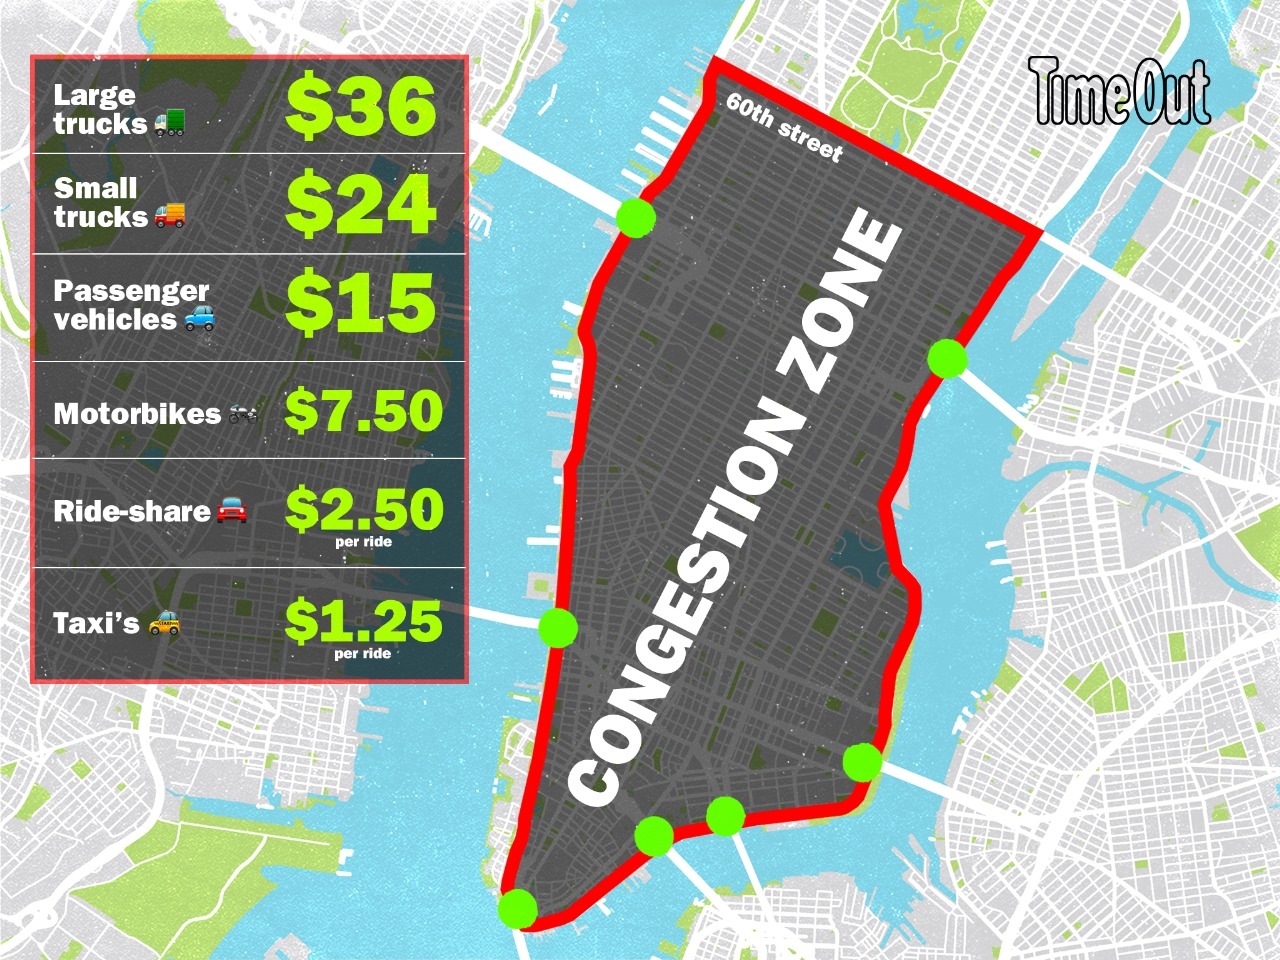 TimeOut
Large
trucks
$36
Small
trucks
$24
Passenger
vehicles
$15
Motorbikes
$7.50
Ride-share
$2.50
per ride
Taxi’s
$1.25
per ride
60th street
CONGESTION ZONE